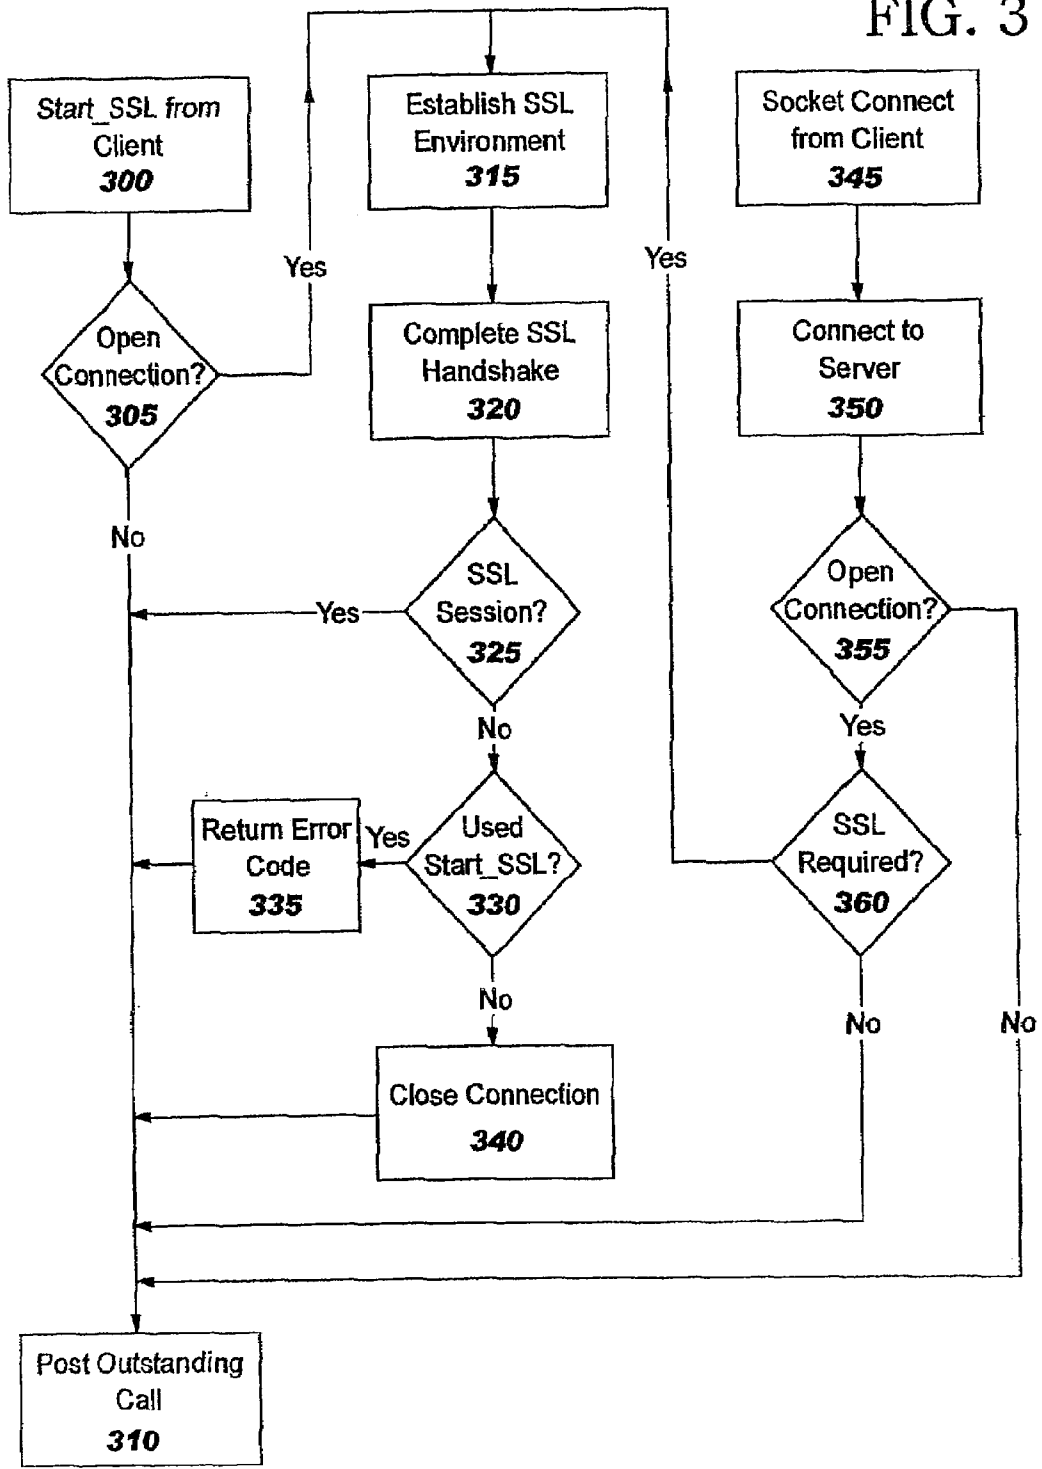 FIG. 3
Start_SSL from
Client
300
Establish SSL
Environment
315
Socket Connect
from Client
345
Yes
Yes
Open
Connection?
305
Complete SSL
Handshake
320
Connect to
Server
350
No
SSL
Session?
325
Yes
Open
Connection?
355
No
Yes
Return Error
Code
335
Yes
Used
Start_SSL?
330
SSL
Required?
360
No
No
No
Close Connection
340
Post Outstanding
Call
310